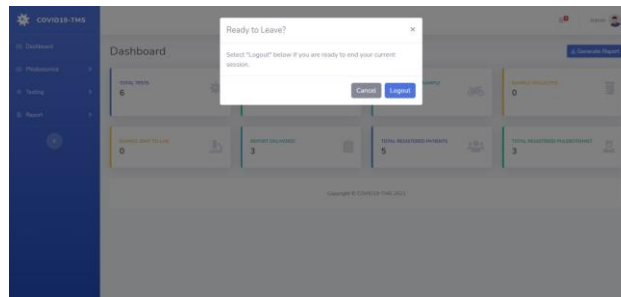 COVID19-TMS
Ready to Leave?
×
Admin
Dashboard
Select "Logout" below if you are ready to end your current
session.
Dashboard
Generate Report
Phlebotomist
Testing
Report
Cancel
Logout
TOTAL TESTS
6
SAMPLE COLLECTED
0
SAMPLE SENT TO LAB
0
REPORT DELIVERED
3
TOTAL REGISTERED PATIENTS
5
TOTAL REGISTERED PHLEBOTOMIST
3
Copyright © COVID19-TMS 2021